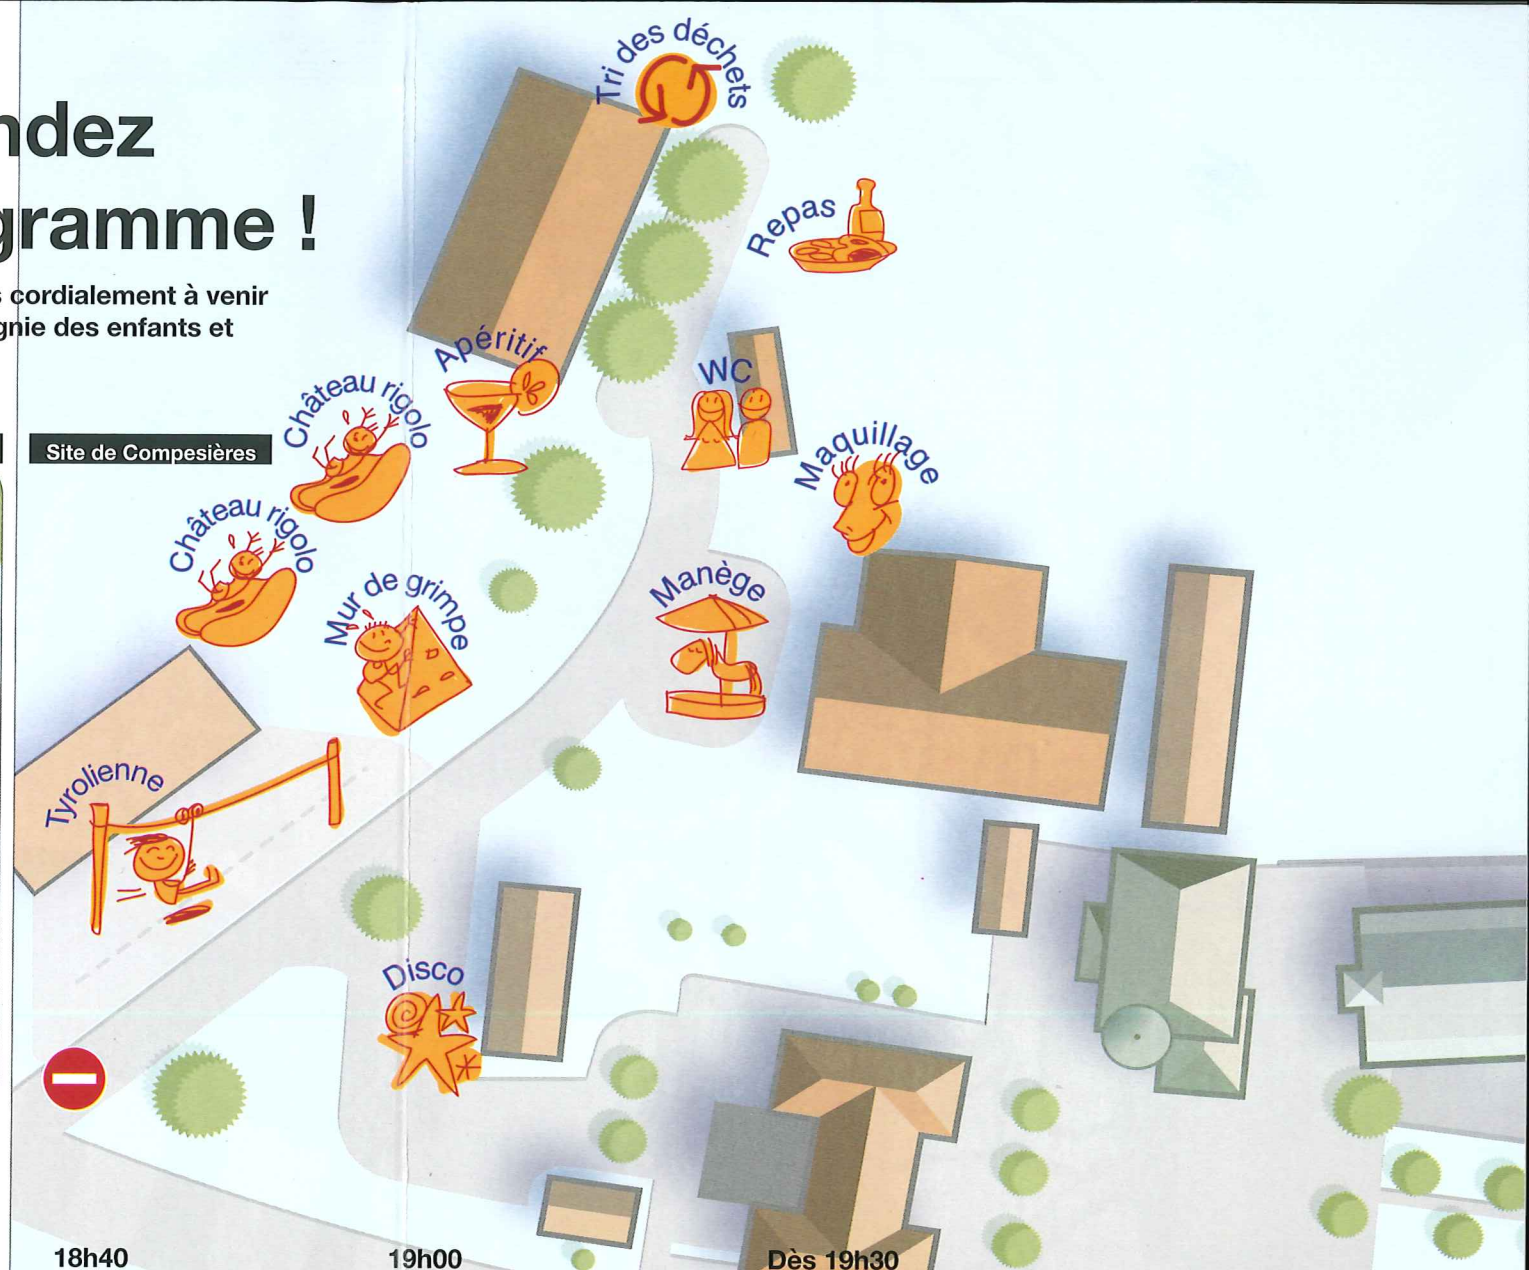 ndez
gramme !
s cordialement à venir
gnie des enfants et
Site de Compesières
Tri des déchets
Repas
Apéritif
WC
Château rigolo
Maquillage
Château rigolo
Mur de grimpe
Manège
Tyrolienne
Disco
18h40
19h00
Dès 19h30